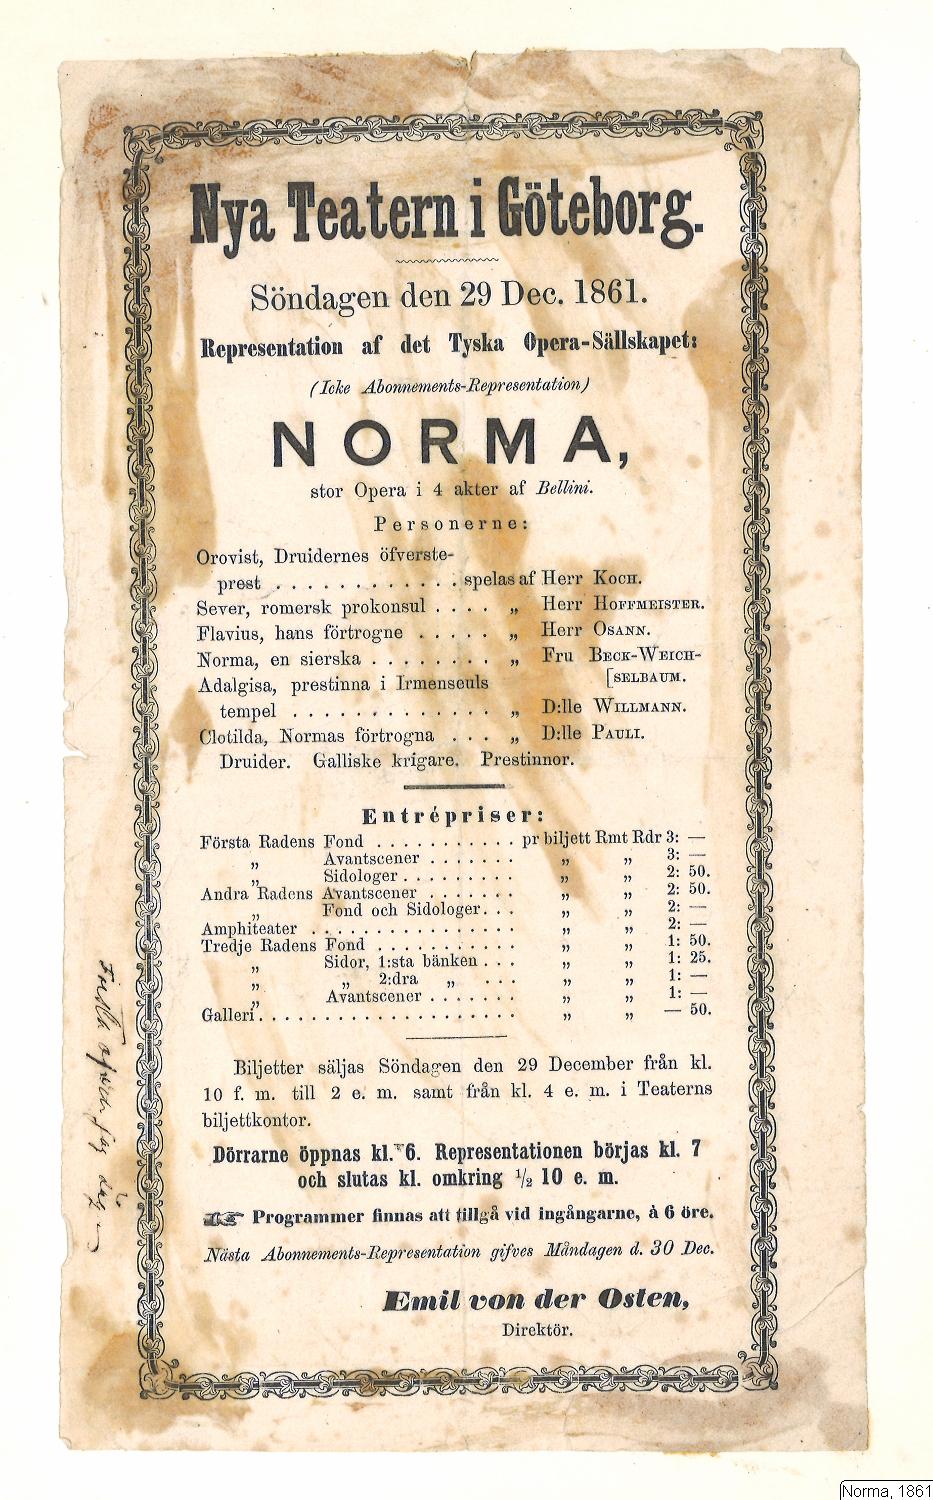 Nya Teatern i Göteborg.
Söndagen den 29 Dec. 1861.
Representation af det Tyska Opera-Sällskapet:
(Icke Abonnements-Representation)
NORMA,
stor Opera i 4 akter af Bellini.
Personerne:
Orovist, Druidernes öfverste-
prest . . . . . . . . . . . . spelas af Herr KOCH.
Sever, romersk prokonsul . . . . „ Herr HOFFMEISTER.
Flavius, hans förtrogne . . . . . „ Herr OSANN.
Norma, en sierska . . . . . . . . „ Fru BECK-WEICH-
[SELBAUM.
Adalgisa, prestinna i Irmenseuls
tempel . . . . . . . . . . . . . „ D:lle WILLMANN.
Clotilda, Normas förtrogna . . . „ D:lle PAULI.
Druider. Galliske krigare. Prestinnor.
Entrépriser:
Första Radens Fond . . . . . . . . . . . pr biljett Rmt Rdr 3: —
„ Avantscener . . . . . . . „ „ 3: —
„ Sidologer . . . . . . . . . „ „ 2: 50.
Andra Radens Avantscener . . . . . . . „ „ 2: 50.
„ Fond och Sidologer . . . „ „ 2: —
Amphiteater . . . . . . . . . . . . . . . . „ „ 2: —
Tredje Radens Fond . . . . . . . . . . . „ „ 1: 50.
„ Sidor, 1:sta bänken . . . „ „ 1: 25.
„ „ 2:dra „ . . . „ „ 1: —
„ Avantscener . . . . . . . „ „ 1: —
Galleri . . . . . . . . . . . . . . . . . . . . „ „ — 50.
Biljetter säljas Söndagen den 29 December från kl.
10 f. m. till 2 e. m. samt från kl. 4 e. m. i Teaterns
biljettkontor.
Dörrarne öppnas kl. 6. Representationen börjas kl. 7
och slutas kl. omkring 1/2 10 e. m.
☞ Programmer finnas att tillgå vid ingångarne, à 6 öre.
Nästa Abonnements-Representation gifves Måndagen d. 30 Dec.
Emil von der Osten,
Direktör.
Norma, 1861